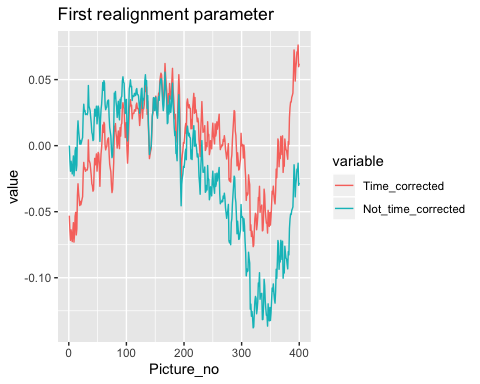 First realignment parameter
value
0.05
0.00
-0.05
-0.10
0
100
200
300
400
Picture_no
variable
Time_corrected
Not_time_corrected